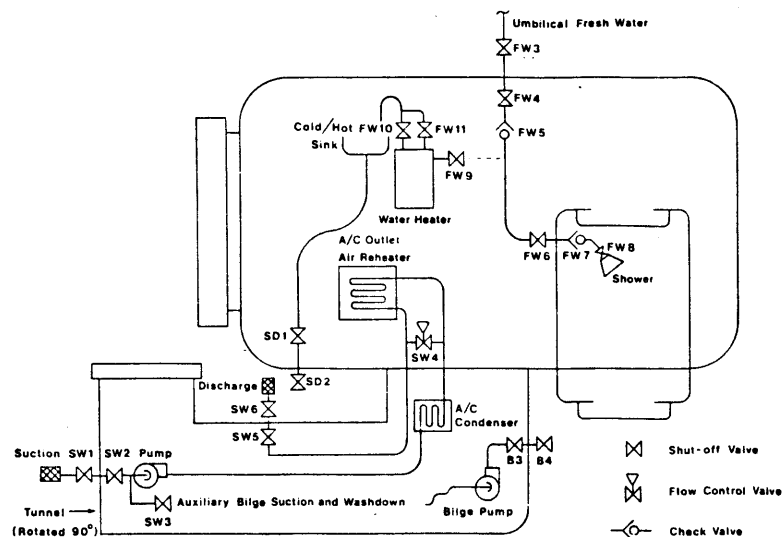 Umbilical Fresh Water
FW3
FW4
Cold/Hot FW10 FW11 FW5
Sink
FW9
Water Heater
A/C Outlet
Air Reheater
FW6 FW7 FW8
Shower
SD1
SW4
Discharge SD2
SW6
A/C
Condenser
SW5
Suction SW1 SW2 Pump
B3 B4
Shut-off Valve
Auxiliary Bilge Suction and Washdown
SW3
Bilge Pump
Flow Control Valve
Tunnel
(Rotated 90°)
Check Valve